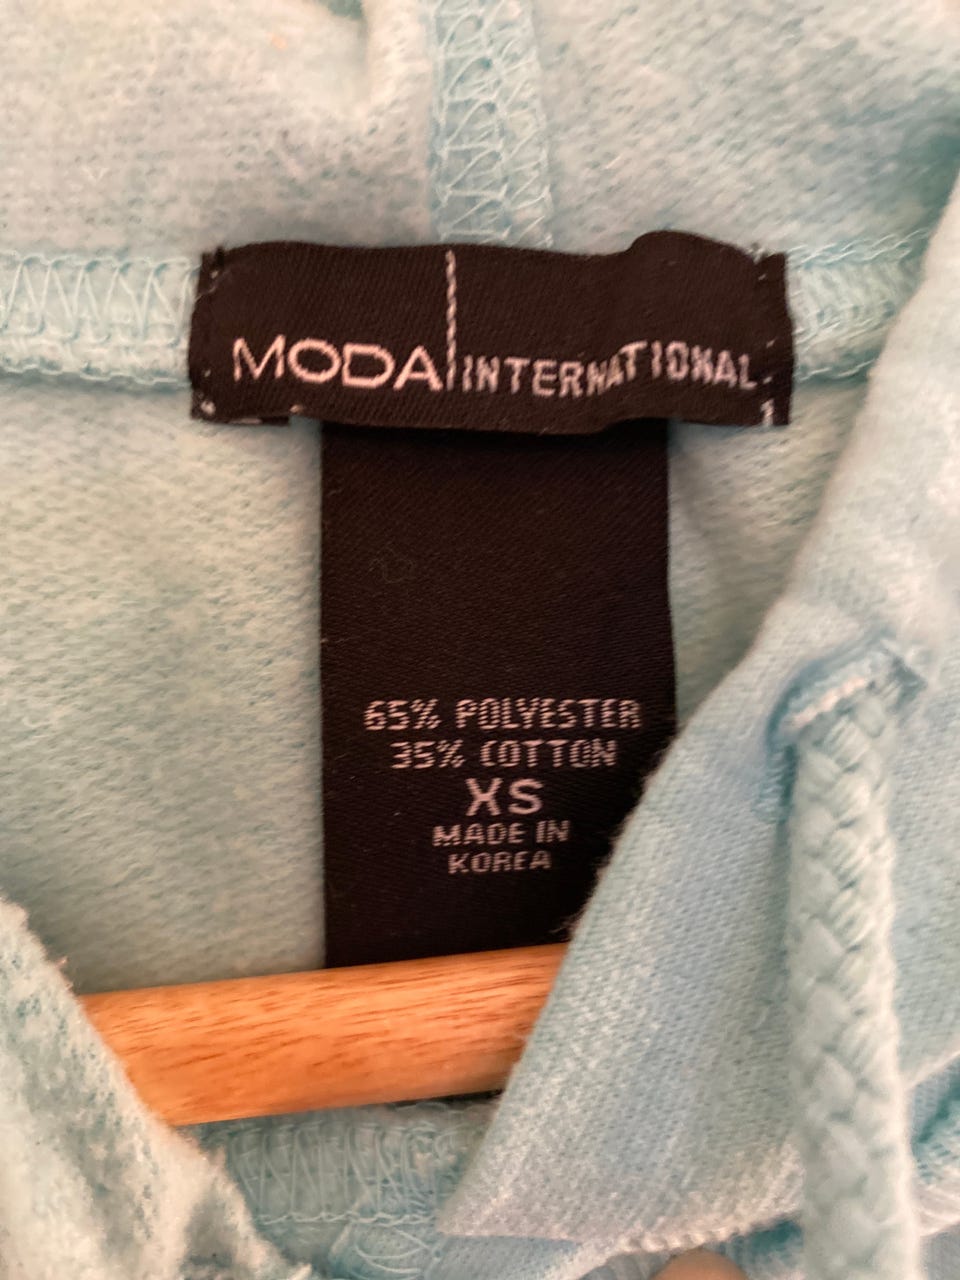 MODA INTERNATIONAL
65% POLYESTER
35% COTTON
XS
MADE IN
KOREA